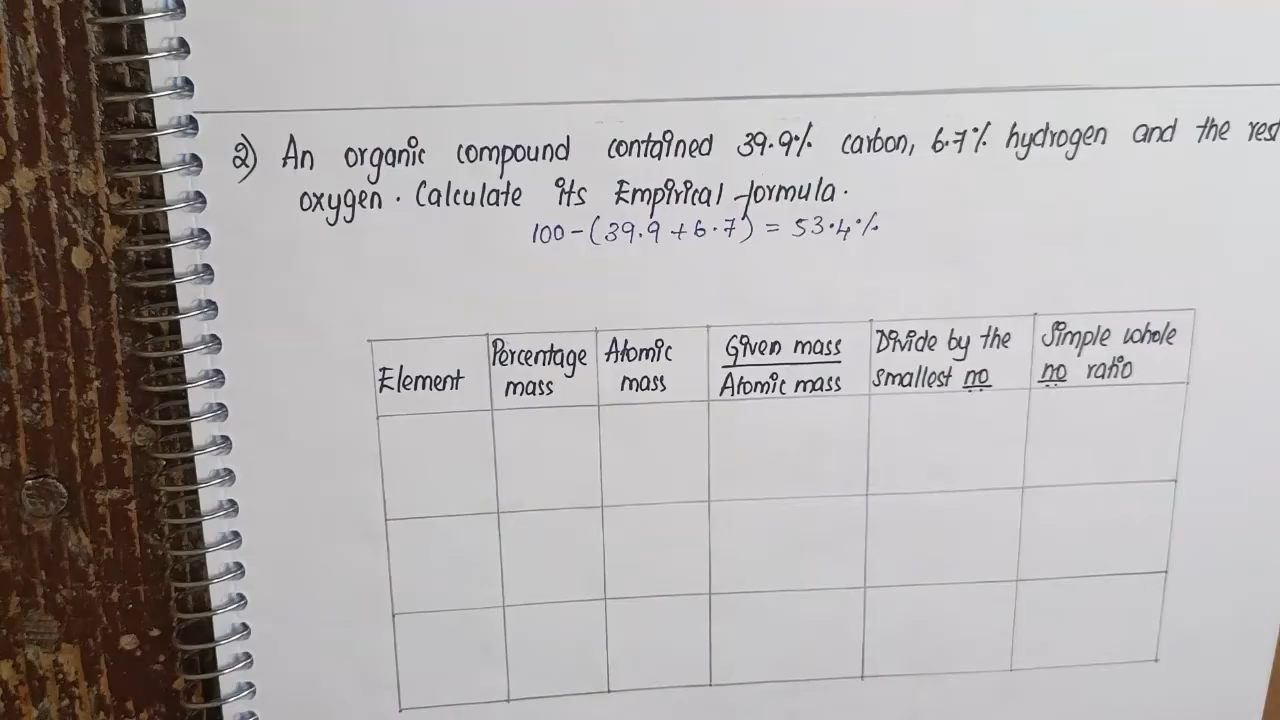 2) An organic compound contained 39.9% carbon, 6.7% hydrogen and the rest
oxygen. Calculate its Empirical formula.
100-(39.9+6.7) = 53.4%
Element
Percentage
mass
Atomic
mass
Given mass
Atomic mass
Divide by the
smallest no
Simple whole
no ratio